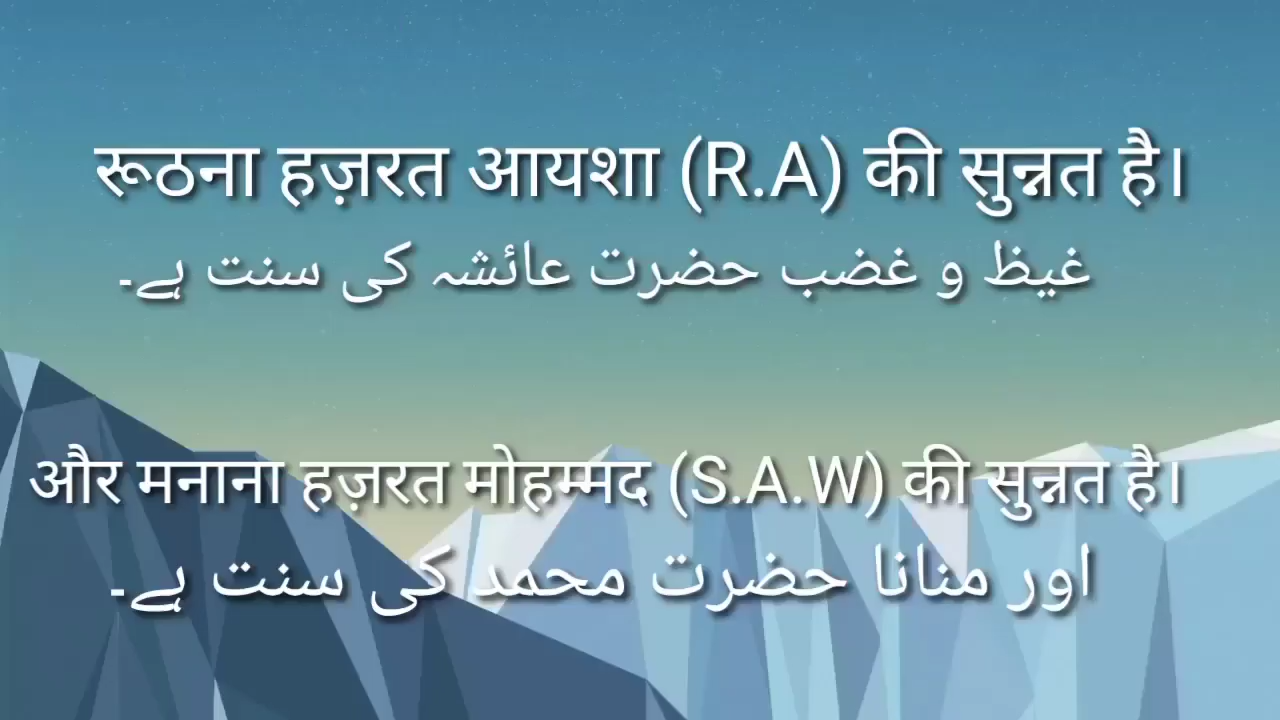 रूठना हज़रत आयशा (R.A) की सुन्नत है।
غیظ و غضب حضرت عائشہ کی سنت ہے۔
और मनाना हज़रत मोहम्मद (S.A.W) की सुन्नत है।
اور منانا حضرت محمد کی سنت ہے۔